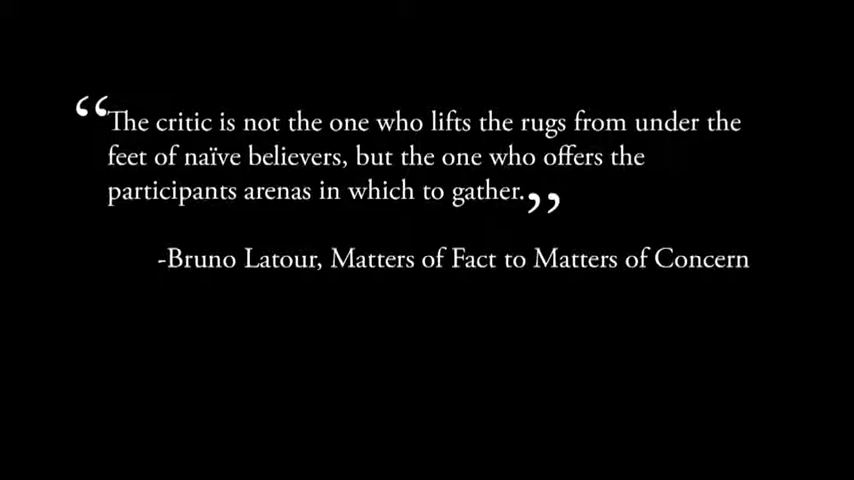 “The critic is not the one who lifts the rugs from under the
feet of naïve believers, but the one who offers the
participants arenas in which to gather.”
-Bruno Latour, Matters of Fact to Matters of Concern